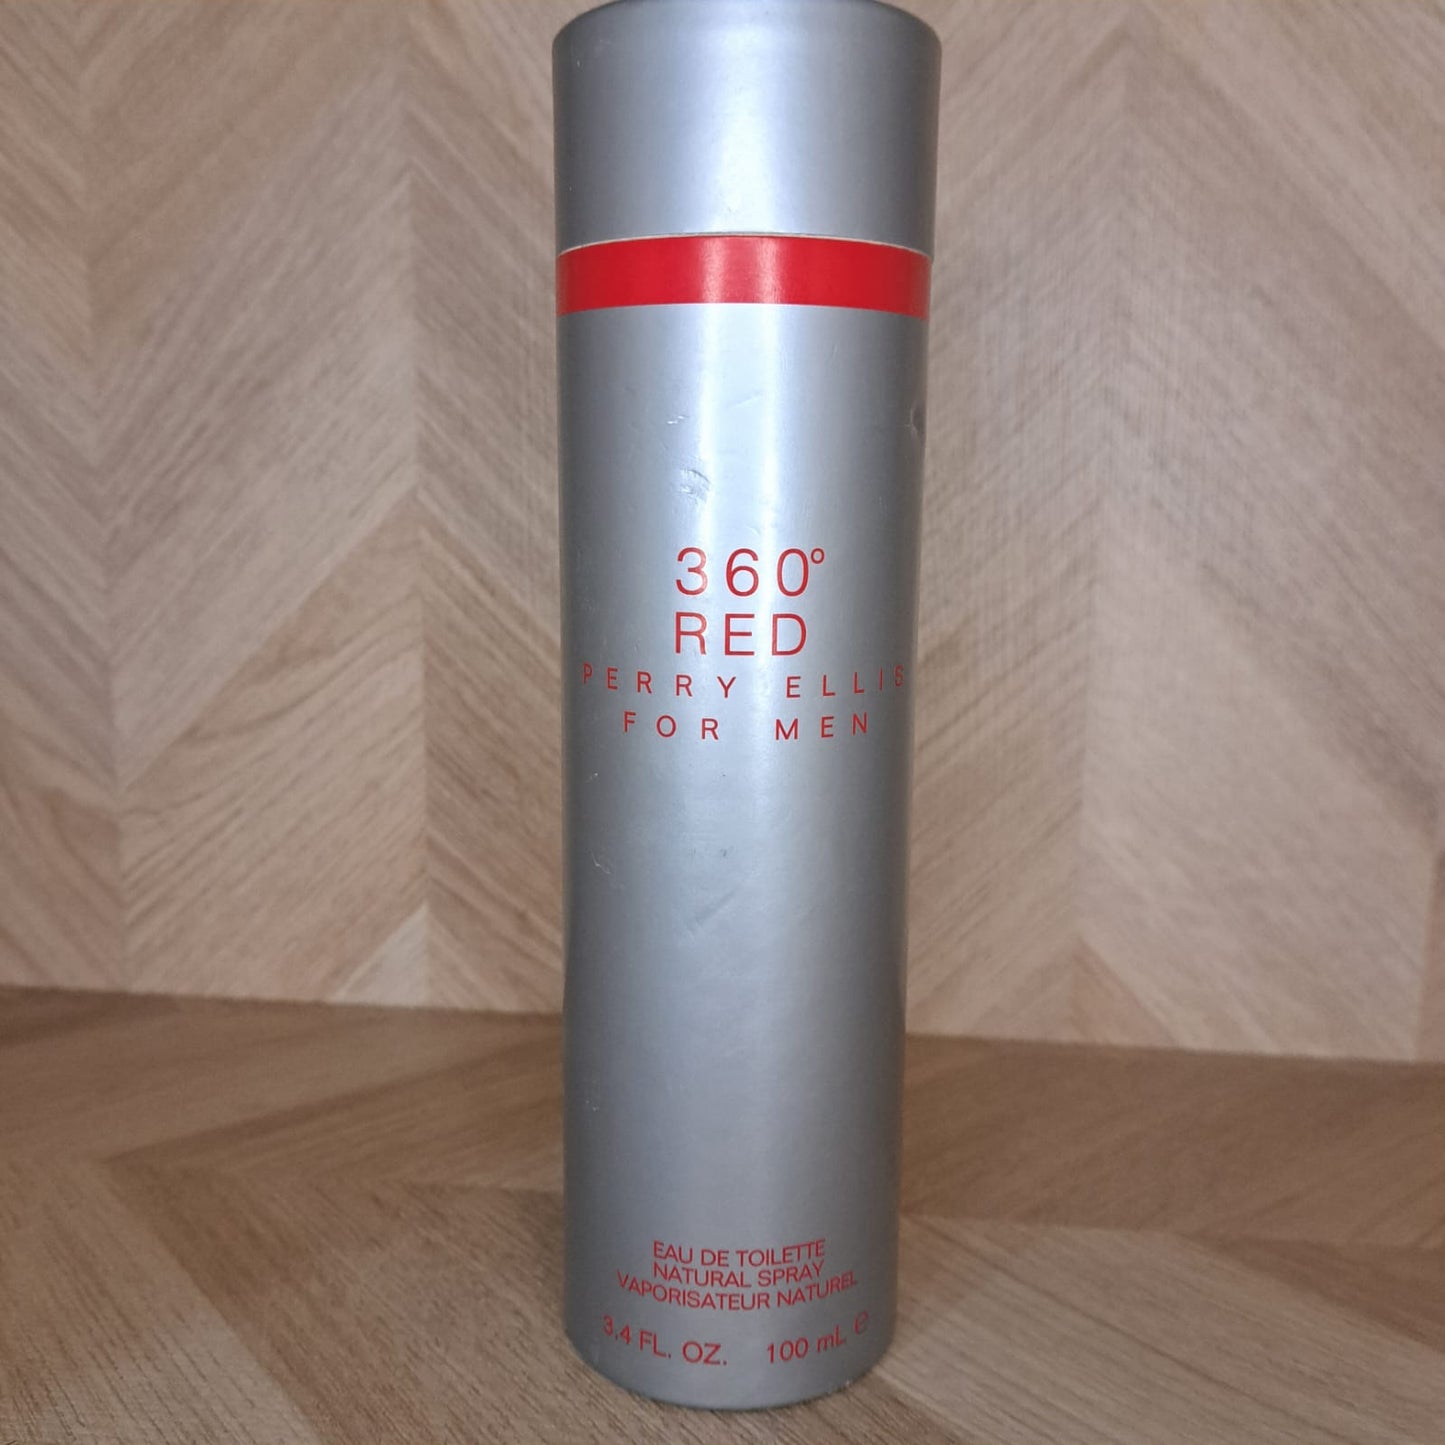 360°
RED
PERRY ELLIS
FOR MEN
EAU DE TOILETTE
NATURAL SPRAY
VAPORISATEUR NATUREL
3.4 FL. OZ. 100 mL ℮